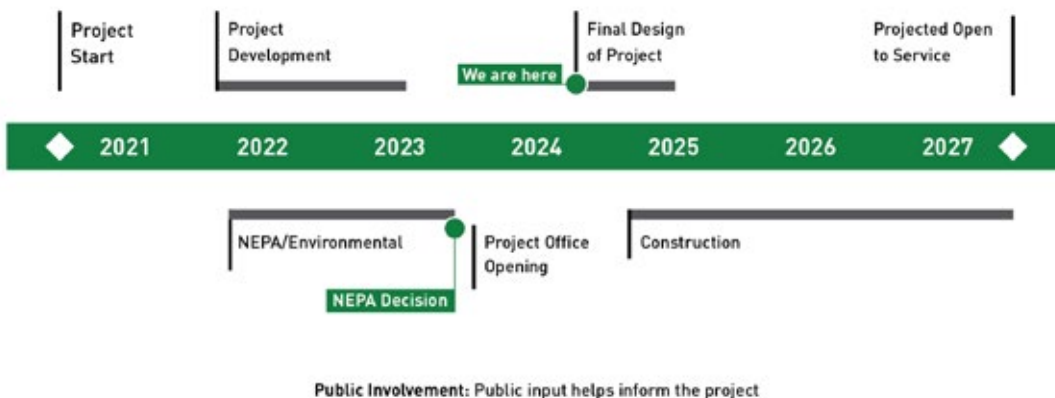 Project
Start
Project
Development
Final Design
of Project
Projected Open
to Service
We are here
2021 2022 2023 2024 2025 2026 2027
NEPA/Environmental
Project Office
Opening
Construction
NEPA Decision
Public Involvement: Public input helps inform the project